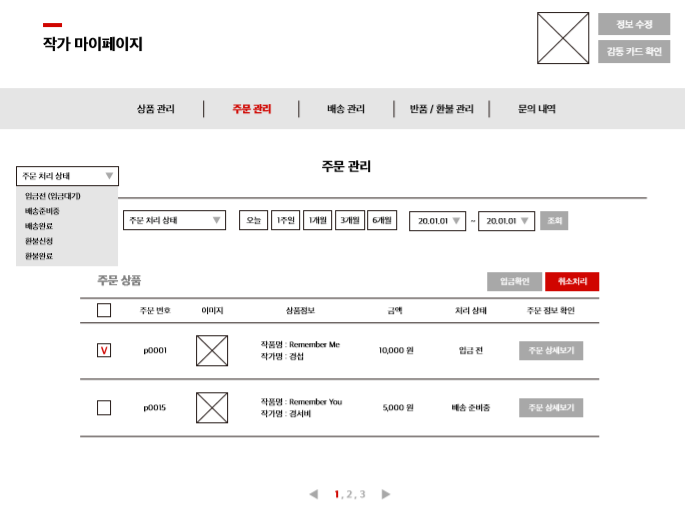 작가 마이페이지
정보 수정
감동 카드 확인
상품 관리
주문 관리
배송 관리
반품 / 환불 관리
문의 내역
주문 관리
주문 처리 상태 ▼
입금전 (입금대기)
배송준비중
배송완료
환불신청
환불완료
주문 처리 상태 ▼
오늘
1주일
1개월
3개월
6개월
20.01.01 ▼ ~ 20.01.01 ▼
조회
주문 상품
입금확인
취소처리
주문 번호 이미지 상품정보 금액 처리 상태 주문 정보 확인
V p0001 작품명 : Remember Me 10,000 원 입금 전 주문 상세보기
작가명 : 경섭
p0015 작품명 : Remember You 5,000 원 배송 준비중 주문 상세보기
작가명 : 경서비
◀ 1, 2, 3 ▶